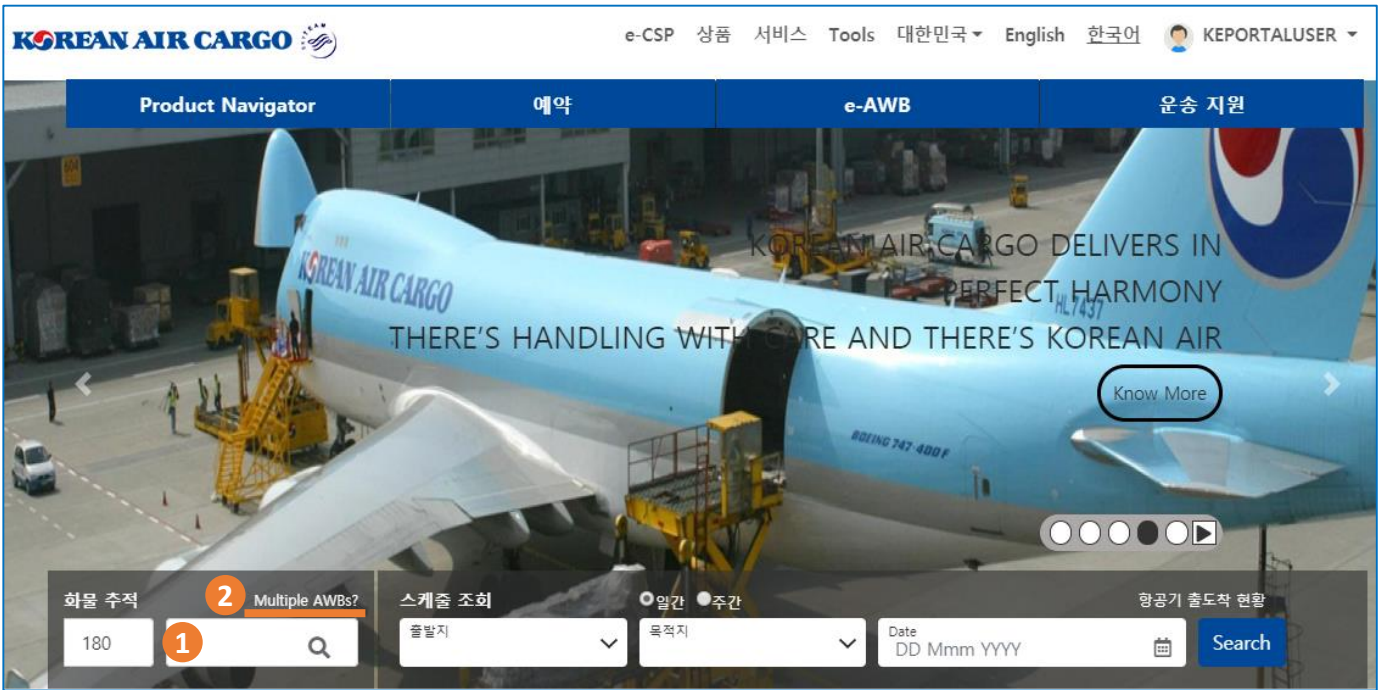 KOREAN AIR CARGO
e-CSP 상품 서비스 Tools 대한민국 English 한국어 KEPORTALUSER
Product Navigator 예약 e-AWB 운송 지원
604
KOREAN AIR CARGO
HL7437
BOEING 747-400F
KOREAN AIR CARGO DELIVERS IN
PERFECT HARMONY
THERE'S HANDLING WITH CARE AND THERE'S KOREAN AIR
Know More
화물 추적 2 Multiple AWBs? 스케줄 조회 일간 주간 항공기 출도착 현황
180 1 출발지 목적지 Date
DD Mmm YYYY Search